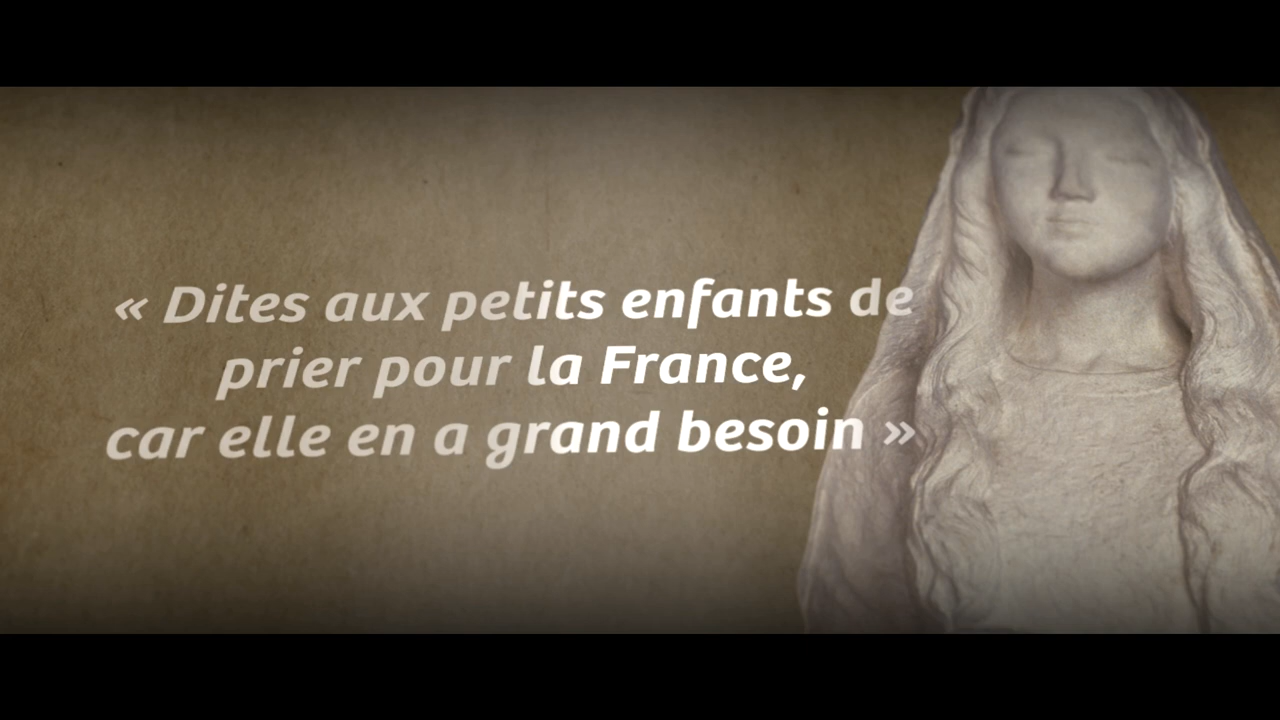 « Dites aux petits enfants de
prier pour la France,
car elle en a grand besoin »